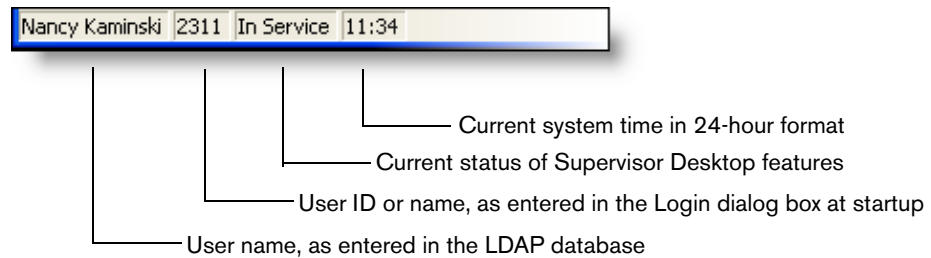 Nancy Kaminski 2311 In Service 11:34
Current system time in 24-hour format
Current status of Supervisor Desktop features
User ID or name, as entered in the Login dialog box at startup
User name, as entered in the LDAP database